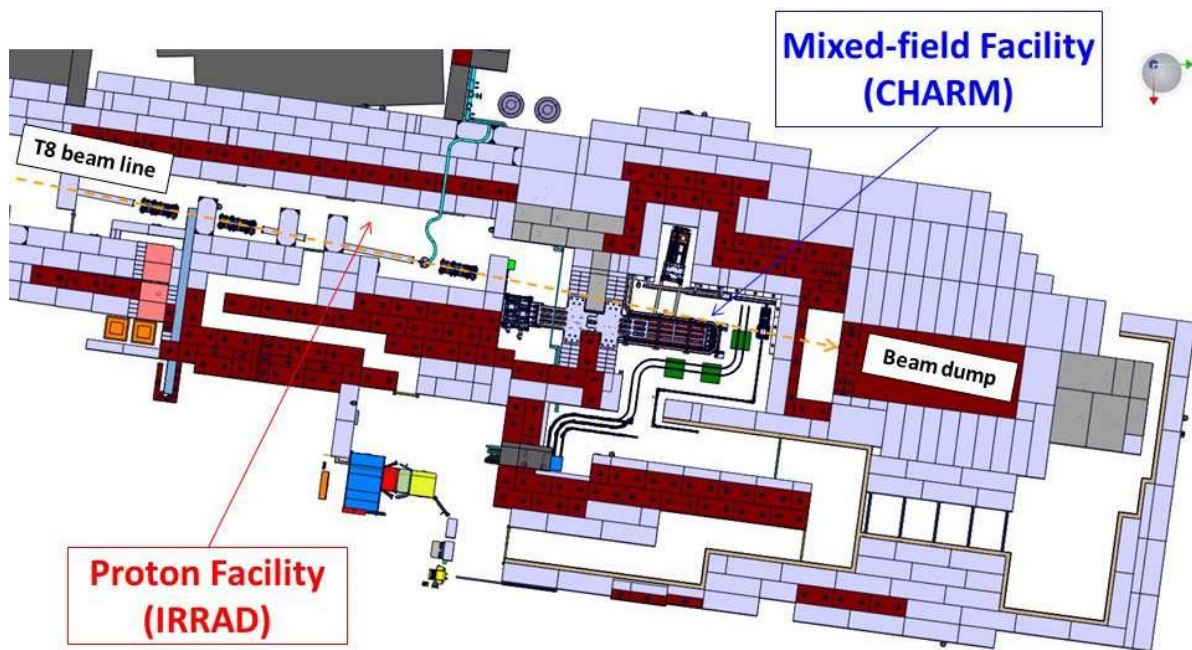 Mixed-field Facility
(CHARM)
T8 beam line
Beam dump
Proton Facility
(IRRAD)